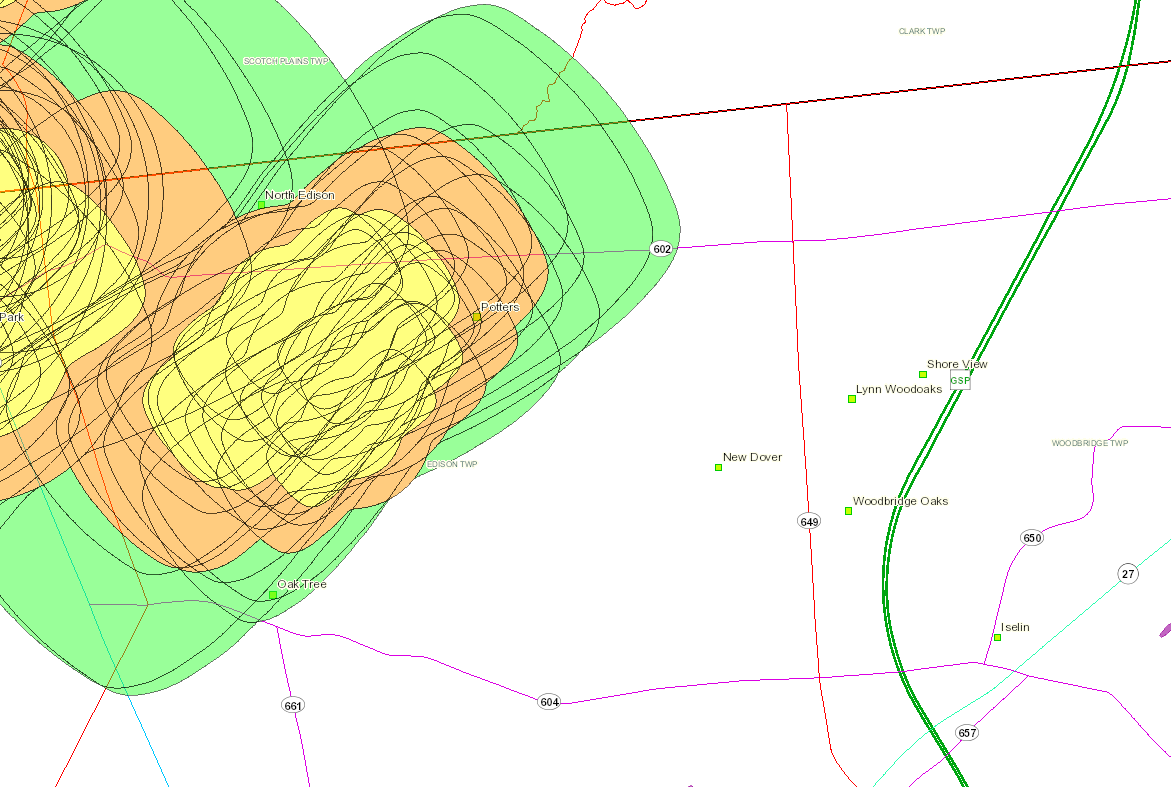 CLARK TWP
SCOTCH PLAINS TWP
North Edison
602
Potters
Park
Shore View
GSP
Lynn Woodoaks
WOODBRIDGE TWP
New Dover
EDISON TWP
Woodbridge Oaks
649
650
27
Oak Tree
Iselin
604
661
657